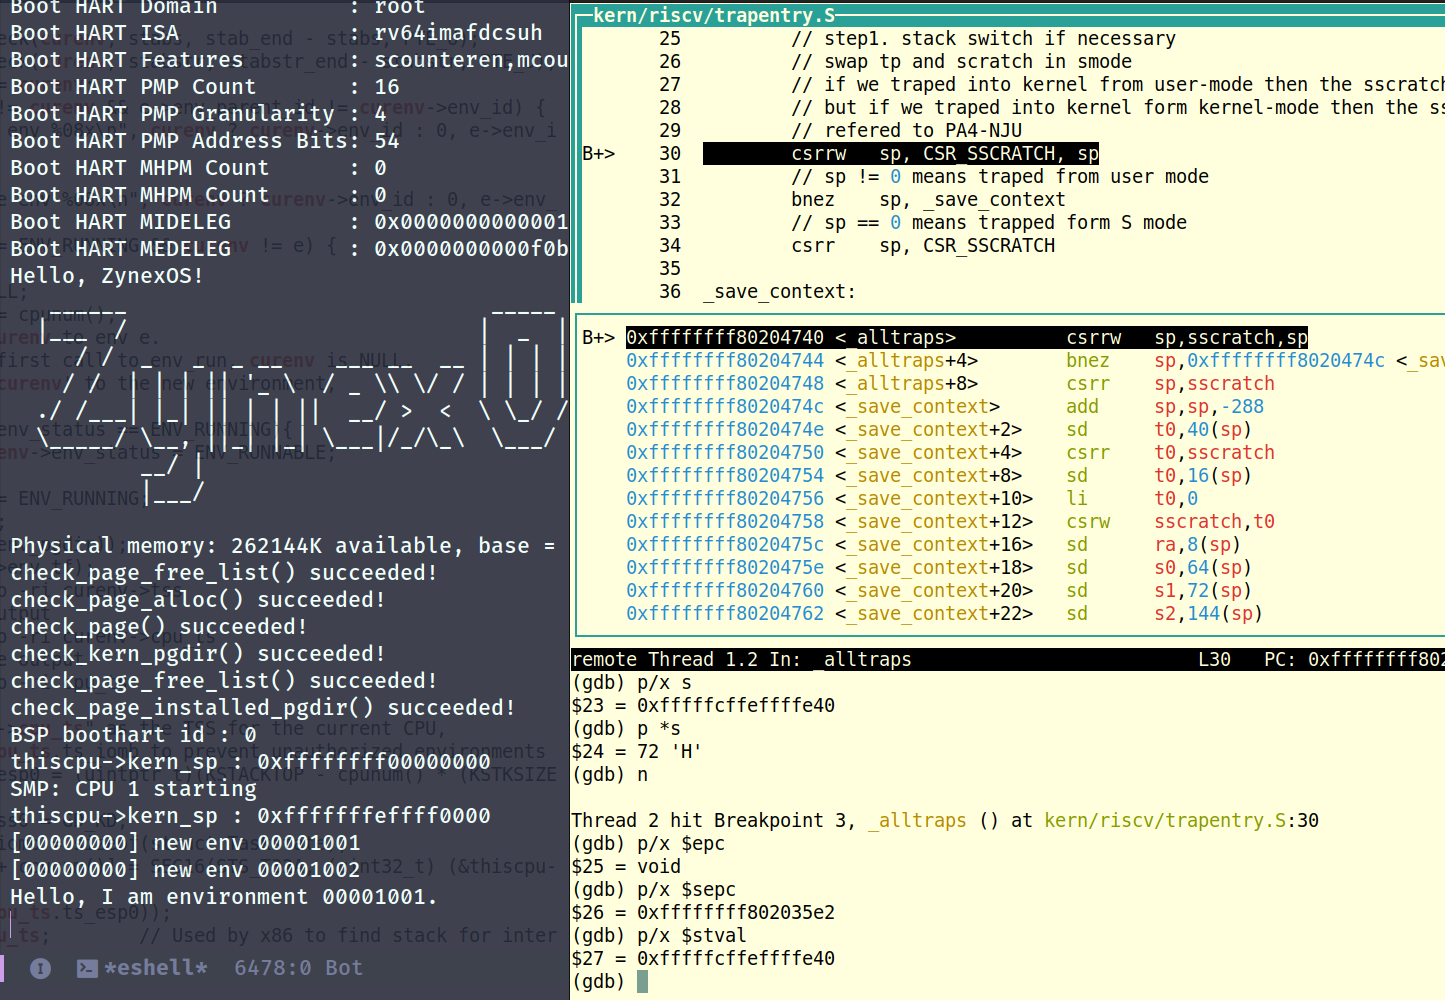 Boot HART Domain : root
Boot HART ISA : rv64imafdcsuh
Boot HART Features : scounteren,mcou
Boot HART PMP Count : 16
Boot HART PMP Granularity : 4
Boot HART PMP Address Bits: 54
Boot HART MHPM Count : 0
Boot HART MHPM Count : 0
Boot HART MIDELEG : 0x0000000000001
Boot HART MEDELEG : 0x0000000000f0b
Hello, ZynexOS!
Physical memory: 262144K available, base =
check_page_free_list() succeeded!
check_page_alloc() succeeded!
check_page() succeeded!
check_kern_pgdir() succeeded!
check_page_free_list() succeeded!
check_page_installed_pgdir() succeeded!
BSP boothart id : 0
thiscpu->kern_sp : 0xffffffff00000000
SMP: CPU 1 starting
thiscpu->kern_sp : 0xfffffffeffff0000
[00000000] new env 00001001
[00000000] new env 00001002
Hello, I am environment 00001001.
*eshell* 6478:0 Bot
kern/riscv/trapentry.S
25 // step1. stack switch if necessary
26 // swap tp and scratch in smode
27 // if we traped into kernel from user-mode then the sscratch
28 // but if we traped into kernel form kernel-mode then the ss
29 // refered to PA4-NJU
B+> 30 csrrw sp, CSR_SSCRATCH, sp
31 // sp != 0 means traped from user mode
32 bnez sp, _save_context
33 // sp == 0 means trapped form S mode
34 csrr sp, CSR_SSCRATCH
35
36 _save_context:
B+> 0xffffffff80204740 <_alltraps> csrrw sp,sscratch,sp
0xffffffff80204744 <_alltraps+4> bnez sp,0xffffffff8020474c <_sav
0xffffffff80204748 <_alltraps+8> csrr sp,sscratch
0xffffffff8020474c <_save_context> add sp,sp,-288
0xffffffff8020474e <_save_context+2> sd t0,40(sp)
0xffffffff80204750 <_save_context+4> csrr t0,sscratch
0xffffffff80204754 <_save_context+8> sd t0,16(sp)
0xffffffff80204756 <_save_context+10> li t0,0
0xffffffff80204758 <_save_context+12> csrw sscratch,t0
0xffffffff8020475c <_save_context+16> sd ra,8(sp)
0xffffffff8020475e <_save_context+18> sd s0,64(sp)
0xffffffff80204760 <_save_context+20> sd s1,72(sp)
0xffffffff80204762 <_save_context+22> sd s2,144(sp)
remote Thread 1.2 In: _alltraps L30 PC: 0xffffffff802
(gdb) p/x s
$23 = 0xfffffcffeffffe40
(gdb) p *s
$24 = 72 'H'
(gdb) n
Thread 2 hit Breakpoint 3, _alltraps () at kern/riscv/trapentry.S:30
(gdb) p/x $epc
$25 = void
(gdb) p/x $sepc
$26 = 0xffffffff802035e2
(gdb) p/x $stval
$27 = 0xfffffcffeffffe40
(gdb)